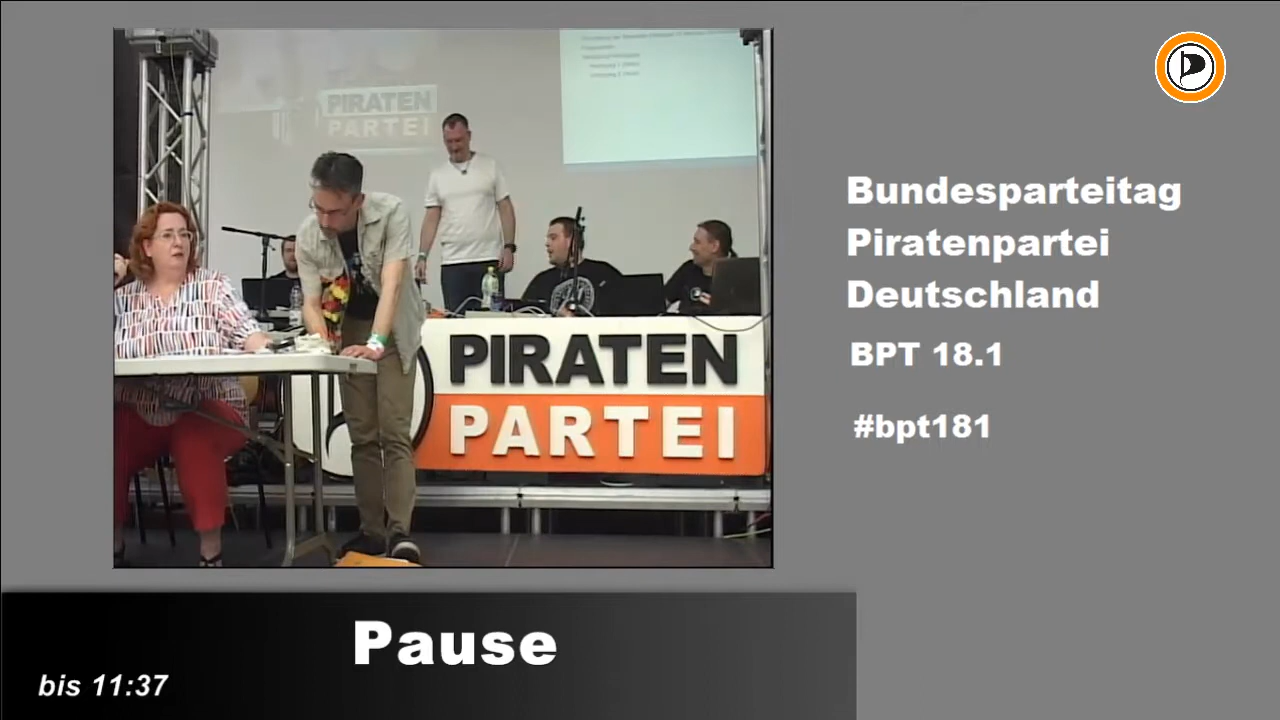 PIRATEN
PARTEI
PIRATEN
PARTEI
Bundesparteitag
Piratenpartei
Deutschland
BPT 18.1
#bpt181
Pause
bis 11:37